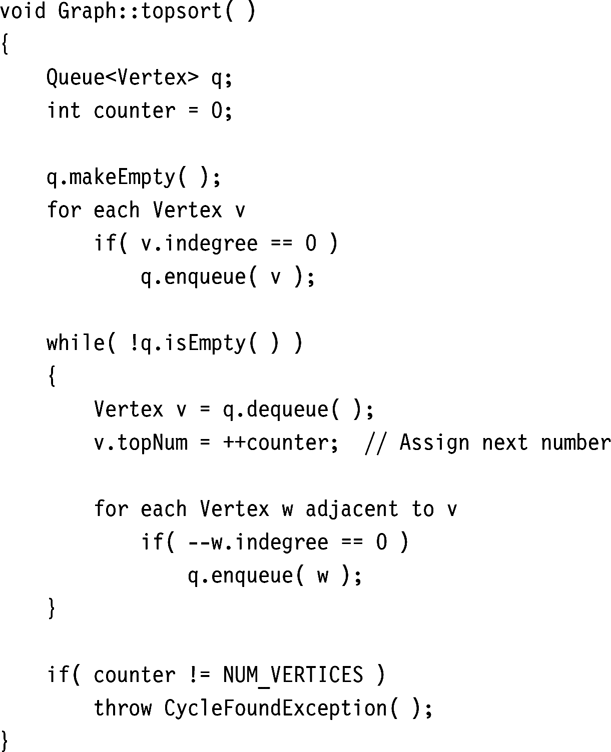 void Graph::topsort( )
{
    Queue<Vertex> q;
    int counter = 0;

    q.makeEmpty( );
    for each Vertex v
        if( v.indegree == 0 )
            q.enqueue( v );

    while( !q.isEmpty( ) )
    {
        Vertex v = q.dequeue( );
        v.topNum = ++counter;  // Assign next number

        for each Vertex w adjacent to v
            if( --w.indegree == 0 )
                q.enqueue( w );
    }

    if( counter != NUM_VERTICES )
        throw CycleFoundException( );
}